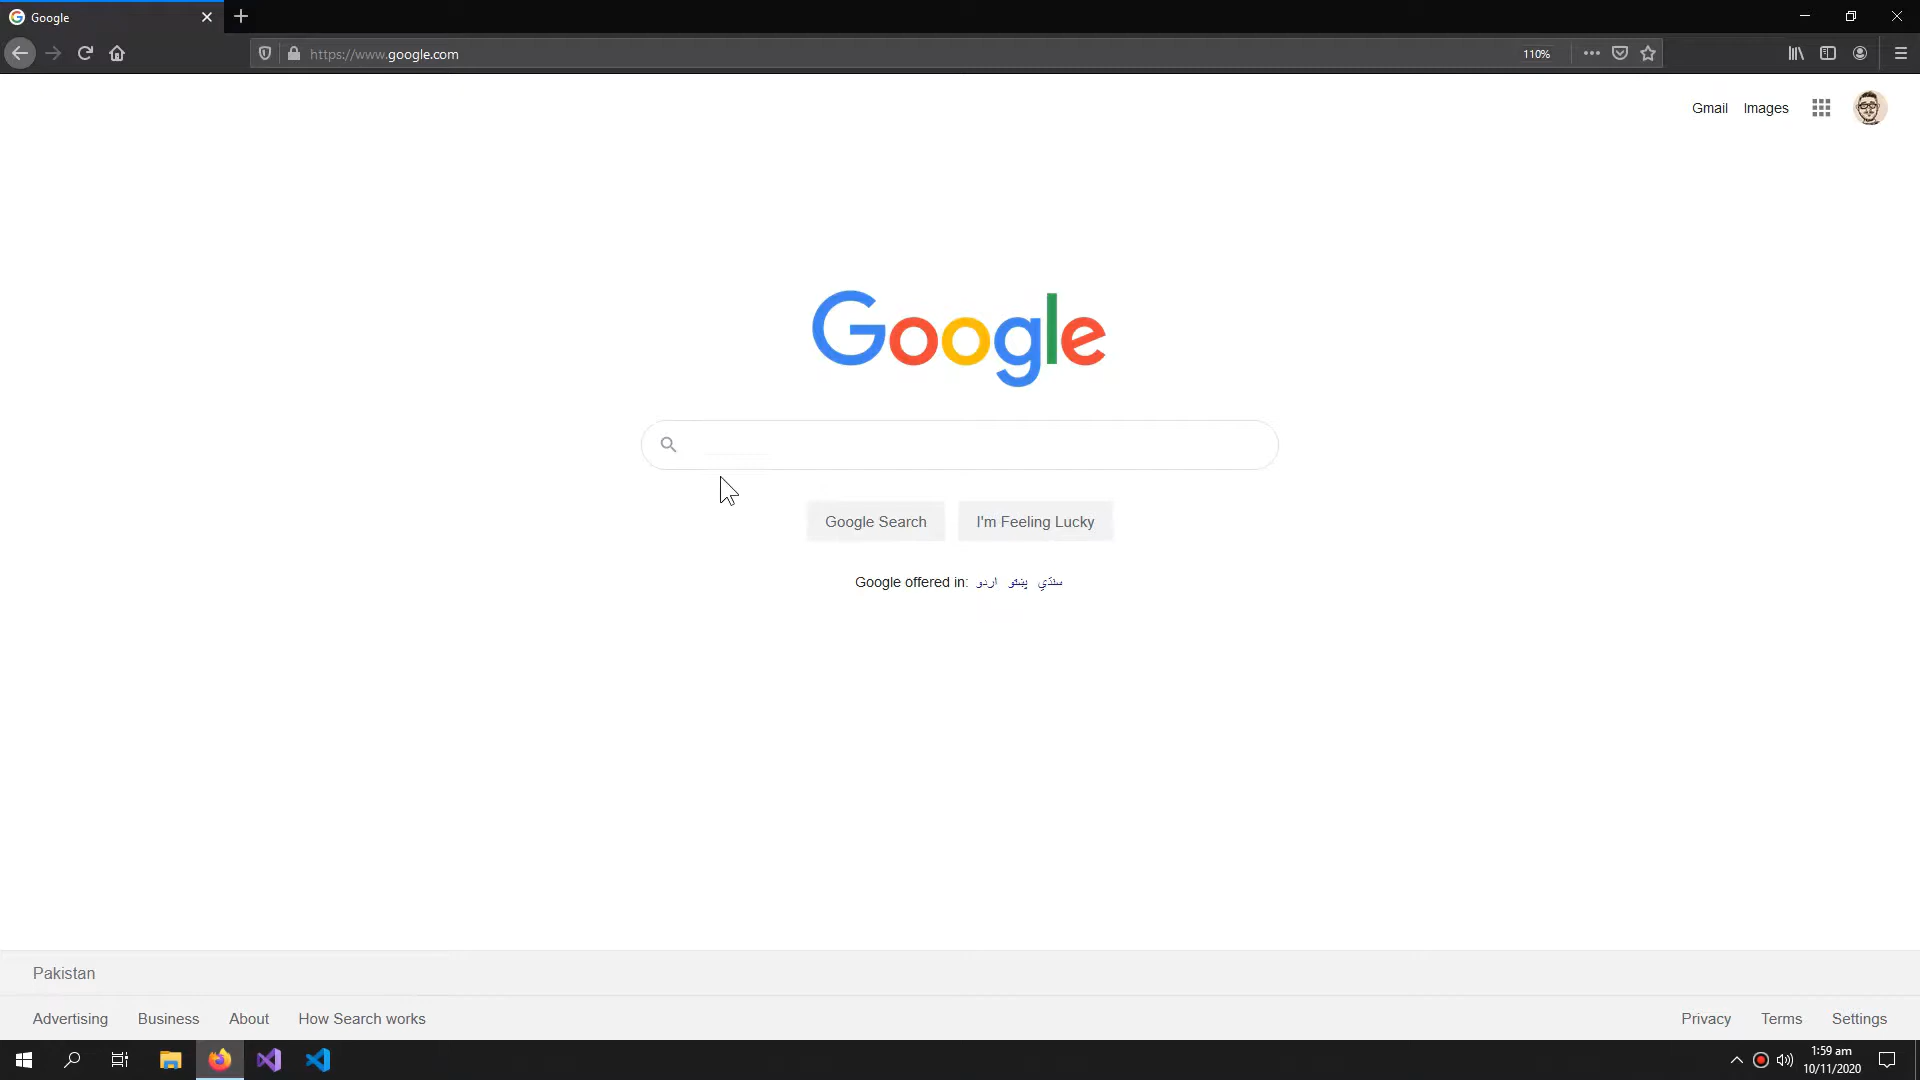 Google
https://www.google.com
110%
Gmail Images
Google
Google Search I'm Feeling Lucky
Google offered in: اردو پښتو سنڌي
Pakistan
Advertising Business About How Search works
Privacy Terms Settings
1:59 am
10/11/2020